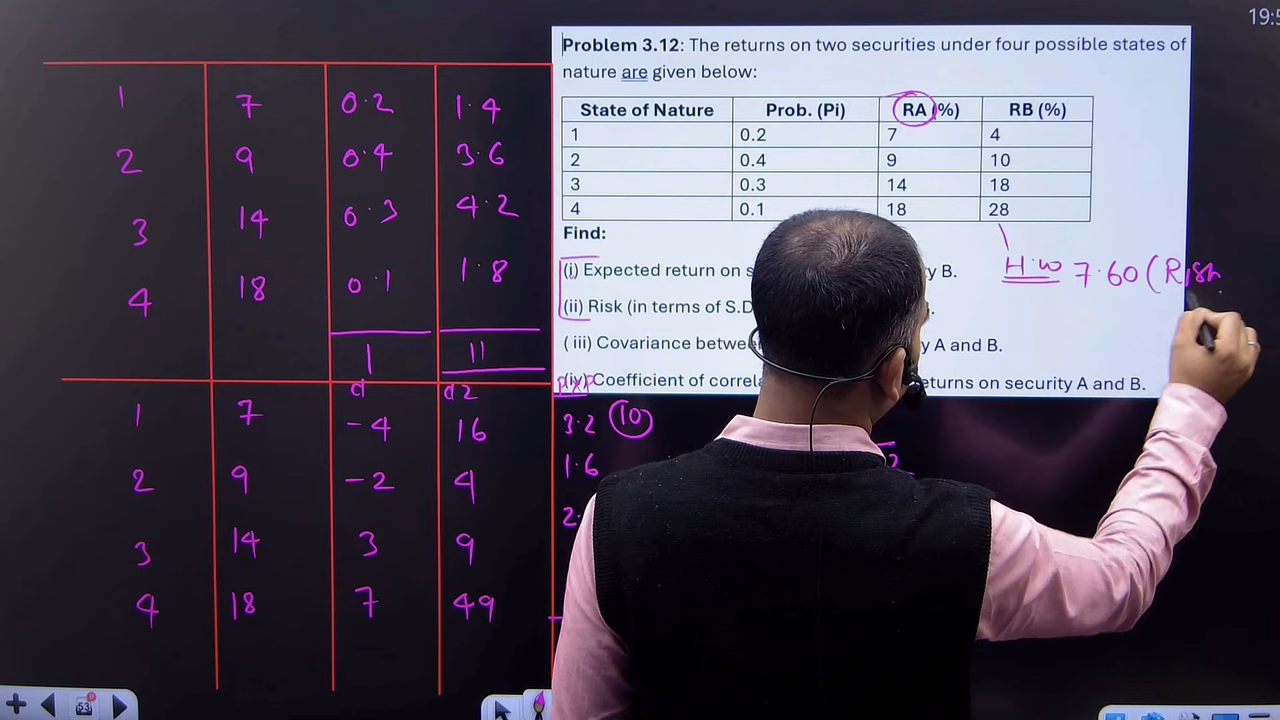 19:5
Problem 3.12: The returns on two securities under four possible states of
nature are given below:
State of Nature Prob. (Pi) RA (%) RB (%)
1 0.2 7 4
2 0.4 9 10
3 0.3 14 18
4 0.1 18 28
Find:
(i) Expected return on B.
(ii) Risk (in terms of S.D
( iii) Covariance A and B.
(iv) Coefficient of returns on security A and B.
H.W 7.60 (Risk
1 7 0.2 1.4
2 9 0.4 3.6
3 14 0.3 4.2
4 18 0.1 1.8
1 11
d d2
1 7 -4 16 3.2 10
2 9 -2 4 1.6
3 14 3 9 2.
4 18 7 49
53